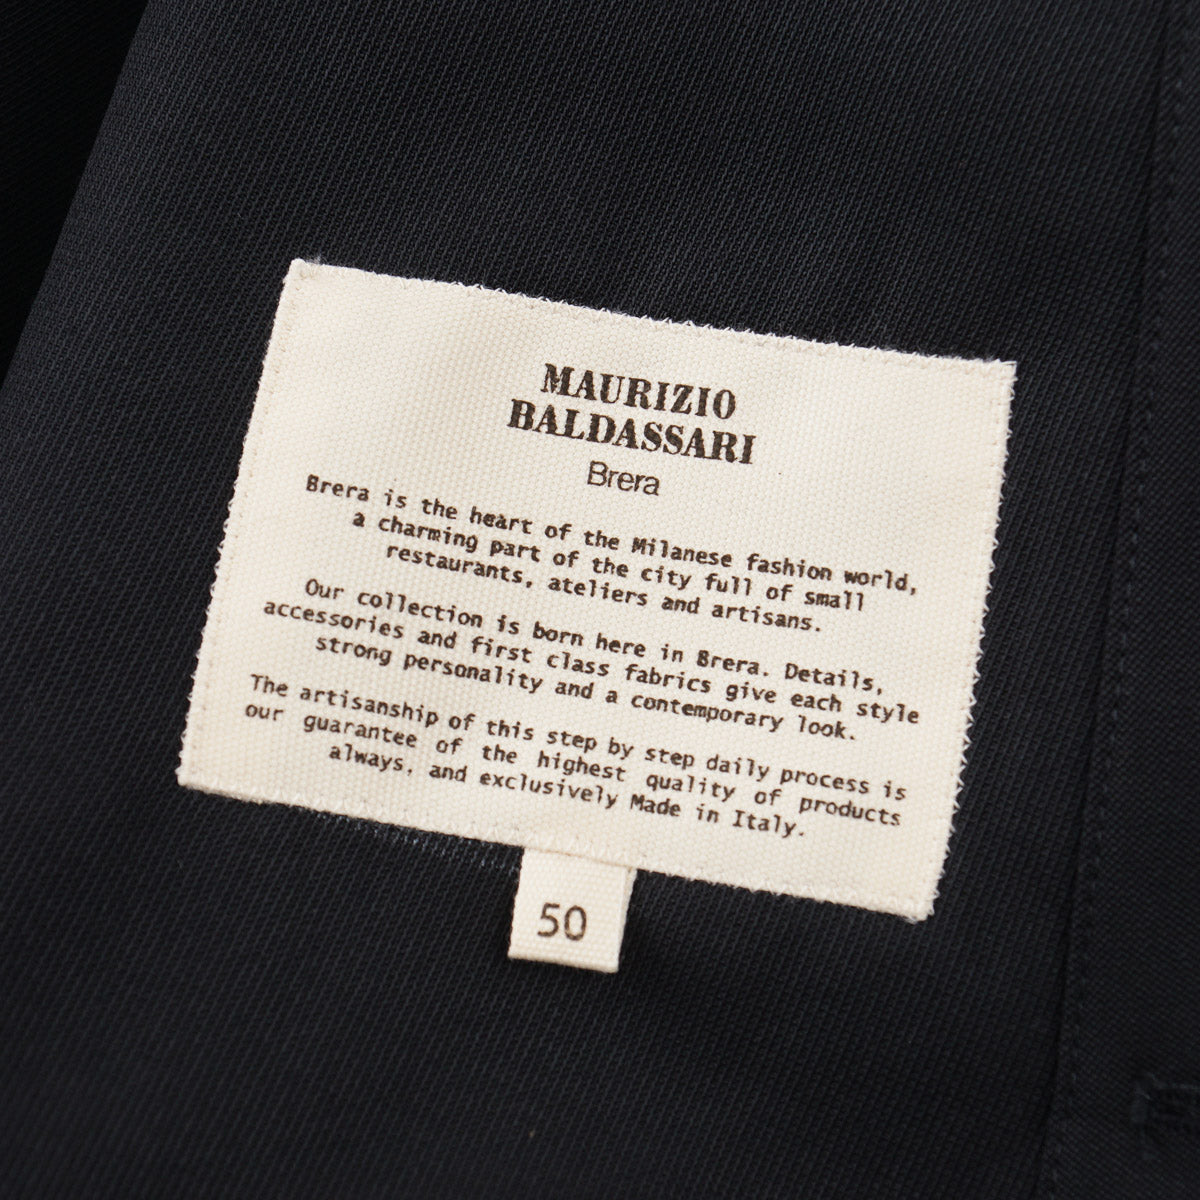 MAURIZIO
BALDASSARI
Brera
Brera is the heart of the Milanese fashion world,
a charming part of the city full of small
restaurants, ateliers and artisans.
Our collection is born here in Brera. Details,
accessories and first class fabrics give each style
strong personality and a contemporary look.
The artisanship of this step by step daily process is
our guarantee of the highest quality of products
always, and exclusively Made in Italy.
50